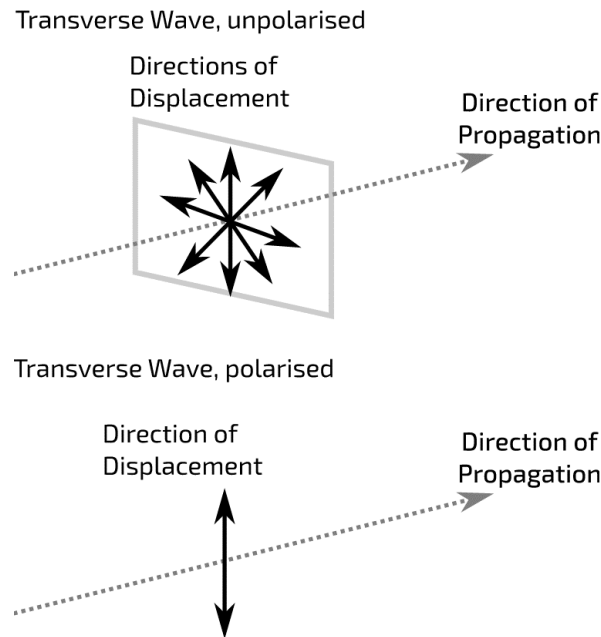 Transverse Wave, unpolarised
Directions of
Displacement
Direction of
Propagation
Transverse Wave, polarised
Direction of
Displacement
Direction of
Propagation